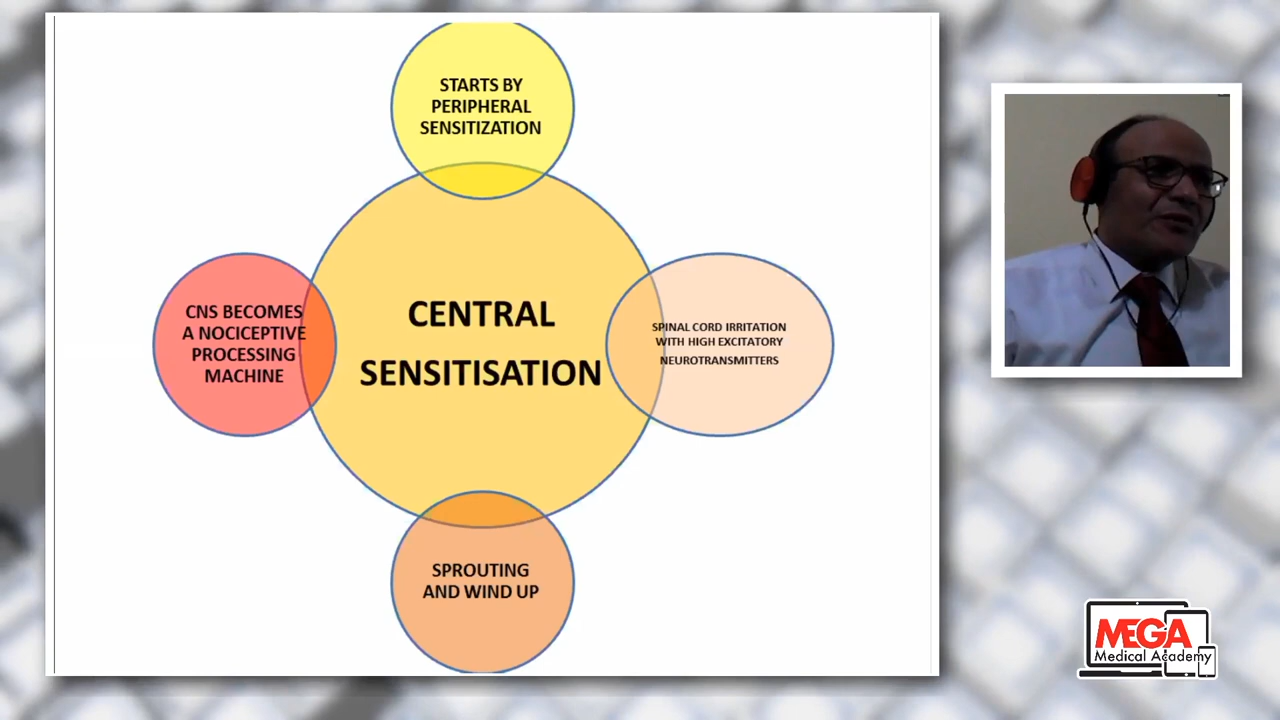 STARTS BY
PERIPHERAL
SENSITIZATION
CENTRAL
SENSITISATION
SPINAL CORD IRRITATION
WITH HIGH EXCITATORY
NEUROTRANSMITTERS
SPROUTING
AND WIND UP
CNS BECOMES
A NOCICEPTIVE
PROCESSING
MACHINE
MEGA
Medical Academy